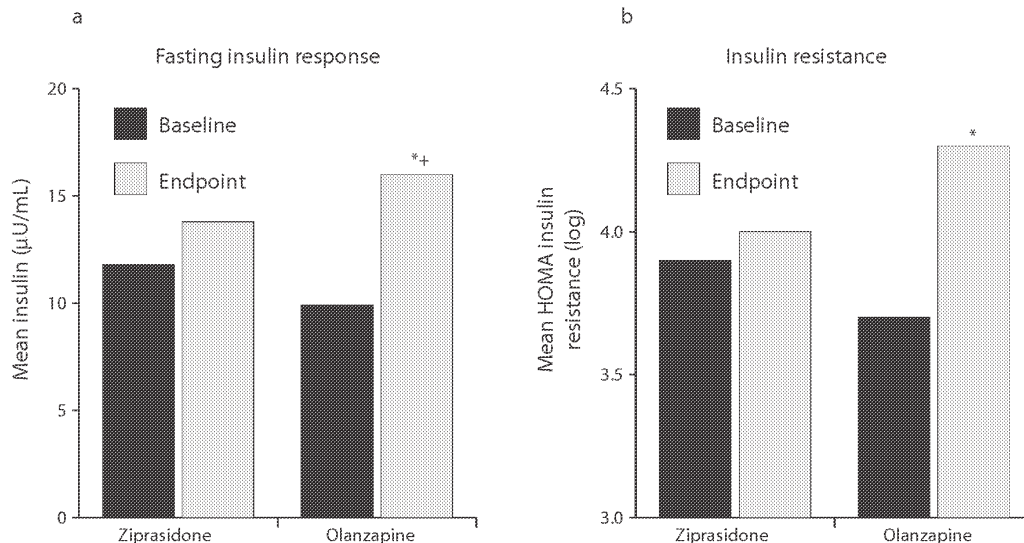 a
Fasting insulin response
Mean insulin (µU/mL)
20
15
10
5
0
Baseline
Endpoint
*+
Ziprasidone
Olanzapine
b
Insulin resistance
Mean HOMA insulin
resistance (log)
4.5
4.0
3.5
3.0
Baseline
Endpoint
*
Ziprasidone
Olanzapine